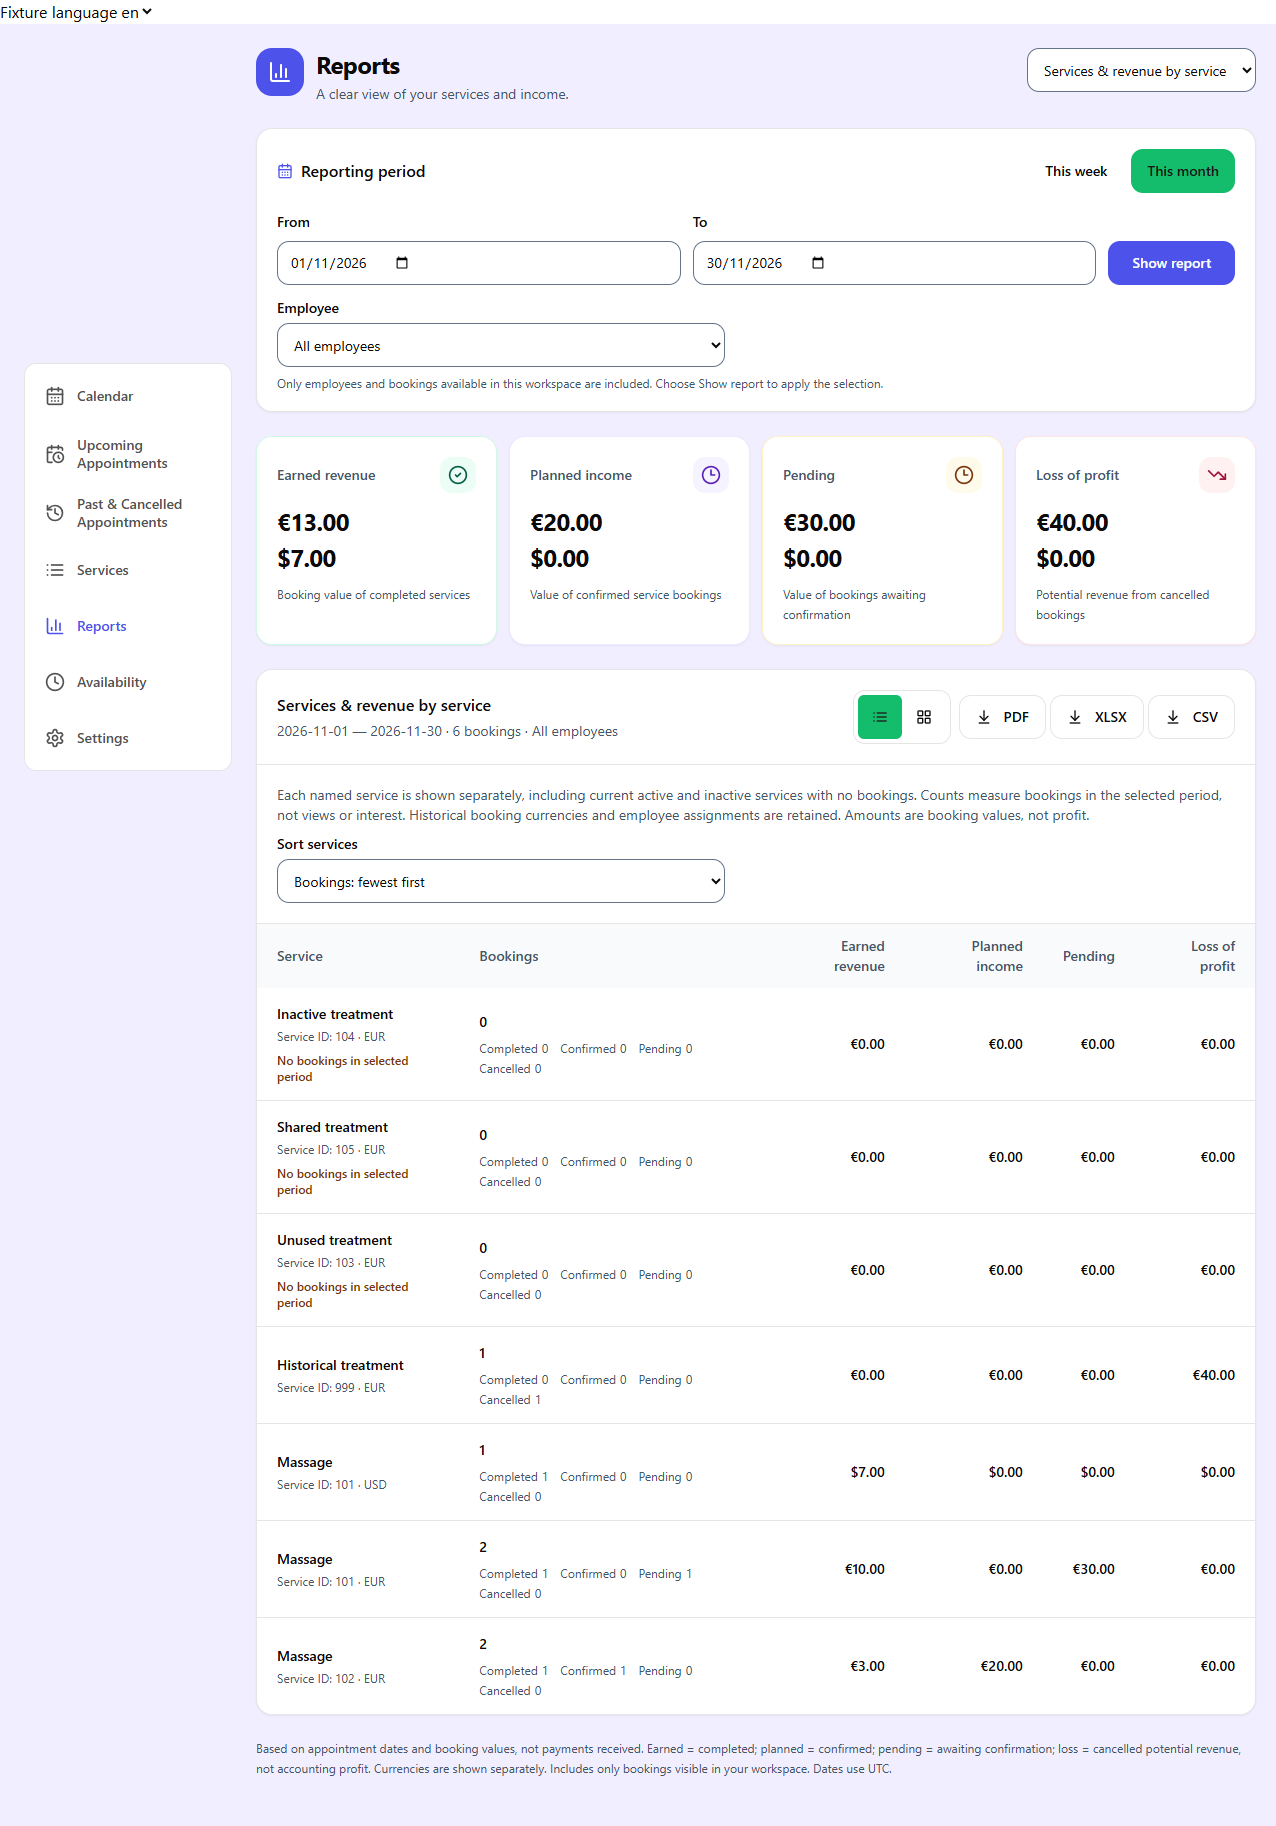 Fixture language en
Reports
A clear view of your services and income.
Services & revenue by service
Reporting period
This week
This month
From
To
01/11/2026
30/11/2026
Show report
Employee
All employees
Only employees and bookings available in this workspace are included. Choose Show report to apply the selection.
Calendar
Upcoming
Appointments
Past & Cancelled
Appointments
Services
Reports
Availability
Settings
Earned revenue
€13.00
$7.00
Booking value of completed services
Planned income
€20.00
$0.00
Value of confirmed service bookings
Pending
€30.00
$0.00
Value of bookings awaiting
confirmation
Loss of profit
€40.00
$0.00
Potential revenue from cancelled
bookings
Services & revenue by service
2026-11-01 — 2026-11-30 · 6 bookings · All employees
PDF
XLSX
CSV
Each named service is shown separately, including current active and inactive services with no bookings. Counts measure bookings in the selected period,
not views or interest. Historical booking currencies and employee assignments are retained. Amounts are booking values, not profit.
Sort services
Bookings: fewest first
Service
Bookings
Earned
revenue
Planned
income
Pending
Loss of
profit
Inactive treatment
Service ID: 104 · EUR
No bookings in selected
period
0
Completed 0 Confirmed 0 Pending 0
Cancelled 0
€0.00
€0.00
€0.00
€0.00
Shared treatment
Service ID: 105 · EUR
No bookings in selected
period
0
Completed 0 Confirmed 0 Pending 0
Cancelled 0
€0.00
€0.00
€0.00
€0.00
Unused treatment
Service ID: 103 · EUR
No bookings in selected
period
0
Completed 0 Confirmed 0 Pending 0
Cancelled 0
€0.00
€0.00
€0.00
€0.00
Historical treatment
Service ID: 999 · EUR
1
Completed 0 Confirmed 0 Pending 0
Cancelled 1
€0.00
€0.00
€0.00
€40.00
Massage
Service ID: 101 · USD
1
Completed 1 Confirmed 0 Pending 0
Cancelled 0
$7.00
$0.00
$0.00
$0.00
Massage
Service ID: 101 · EUR
2
Completed 1 Confirmed 0 Pending 1
Cancelled 0
€10.00
€0.00
€30.00
€0.00
Massage
Service ID: 102 · EUR
2
Completed 1 Confirmed 1 Pending 0
Cancelled 0
€3.00
€20.00
€0.00
€0.00
Based on appointment dates and booking values, not payments received. Earned = completed; planned = confirmed; pending = awaiting confirmation; loss = cancelled potential revenue,
not accounting profit. Currencies are shown separately. Includes only bookings visible in your workspace. Dates use UTC.